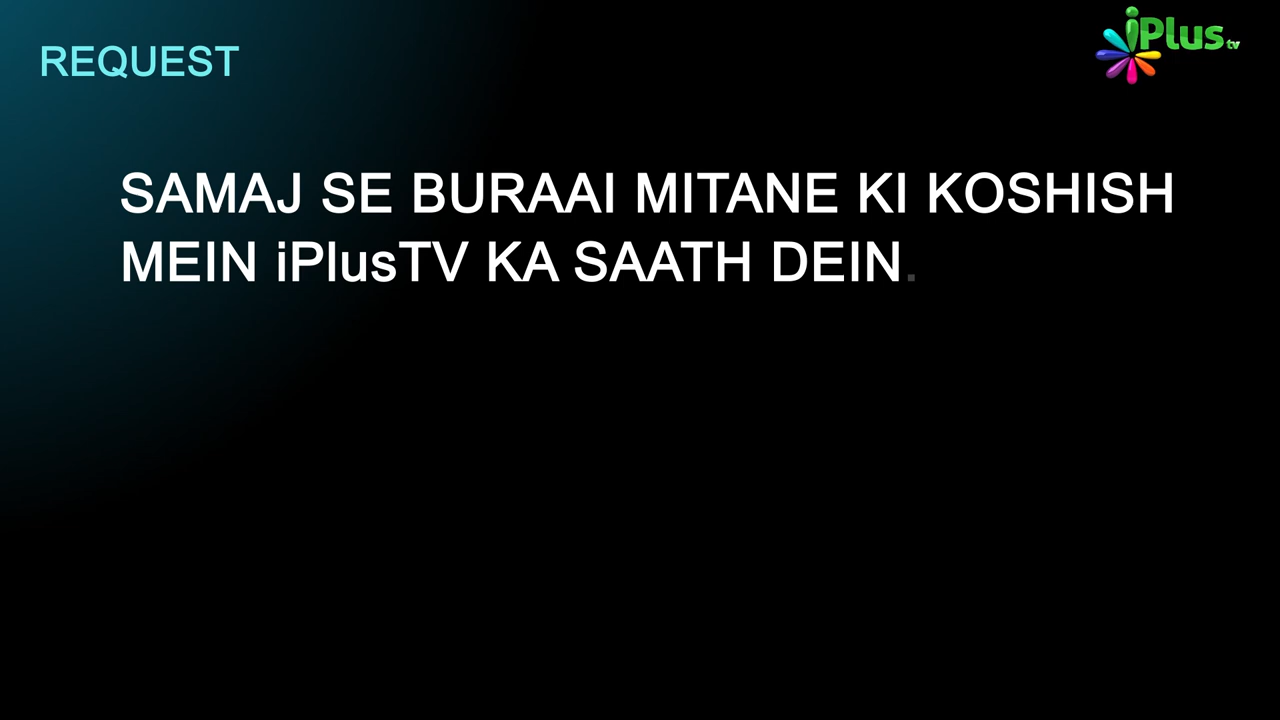 REQUEST
iPlus tv
SAMAJ SE BURAAI MITANE KI KOSHISH
MEIN iPlusTV KA SAATH DEIN.